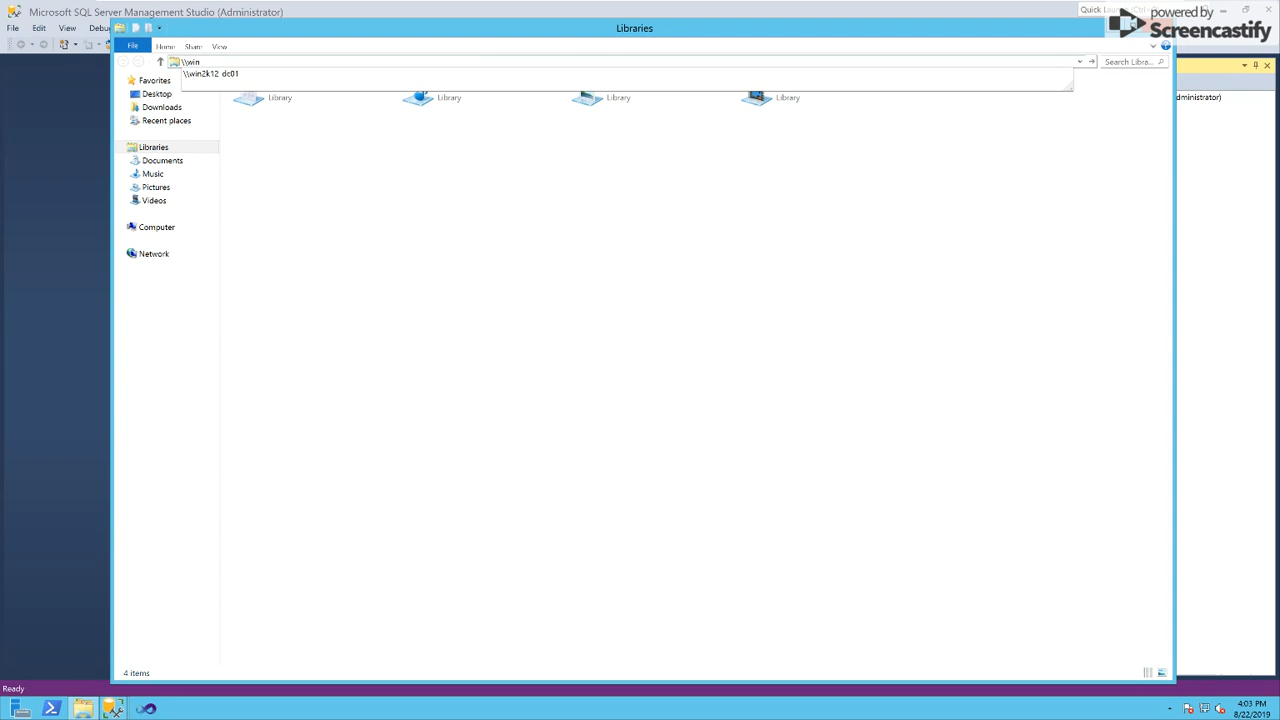 Microsoft SQL Server Management Studio (Administrator)
File Edit View Debu
Libraries
powered by
Screencastify
File Home Share View
\\win
Search Libra...
\\win2k12 dc01
Favorites
Desktop
Downloads
Recent places
Libraries
Documents
Music
Pictures
Videos
Computer
Network
Library Library Library Library
dministrator)
4 items
Ready
4:03 PM
8/22/2019